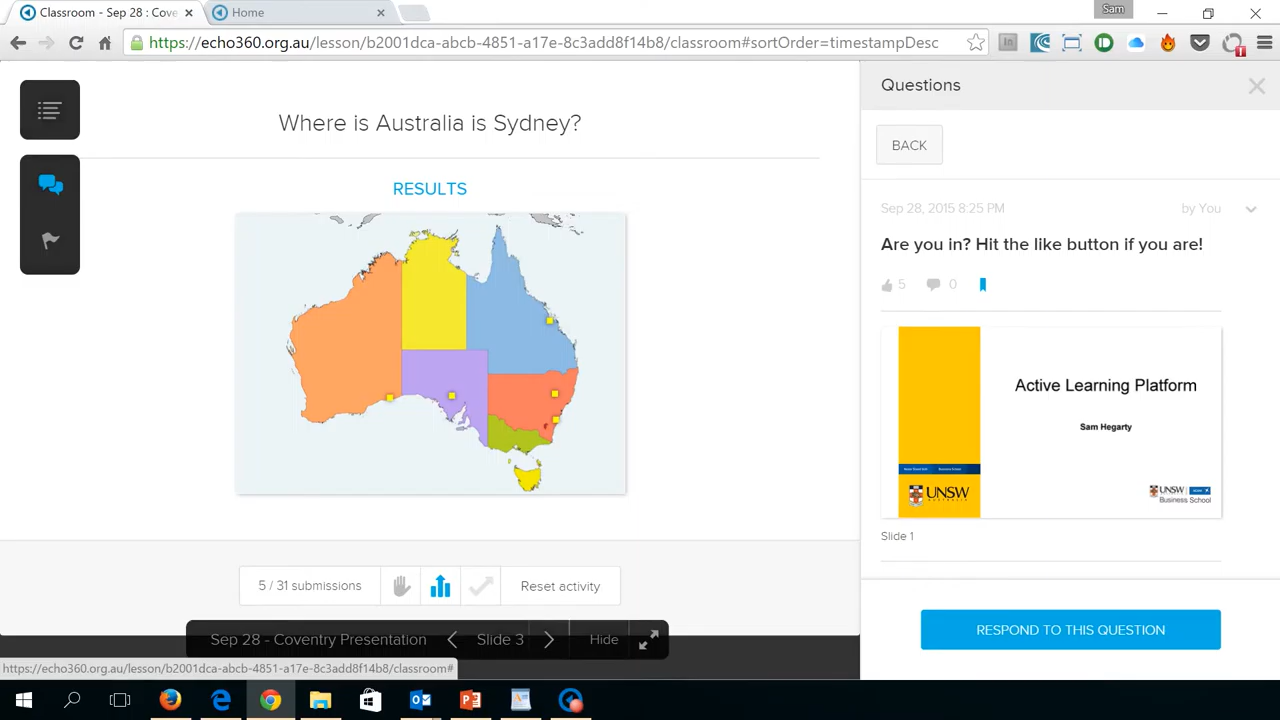 Classroom - Sep 28 : Cove
Home
Sam
https://echo360.org.au/lesson/b2001dca-abcb-4851-a17e-8c3add8f14b8/classroom#sortOrder=timestampDesc
Where is Australia is Sydney?
RESULTS
5 / 31 submissions
Reset activity
Sep 28 - Coventry Presentation
Slide 3
Hide
https://echo360.org.au/lesson/b2001dca-abcb-4851-a17e-8c3add8f14b8/classroom#
Questions
BACK
Sep 28, 2015 8:25 PM
by You
Are you in? Hit the like button if you are!
5
0
Active Learning Platform
Sam Hegarty
Business School
UNSW
AUSTRALIA
UNSW
Business School
Slide 1
RESPOND TO THIS QUESTION